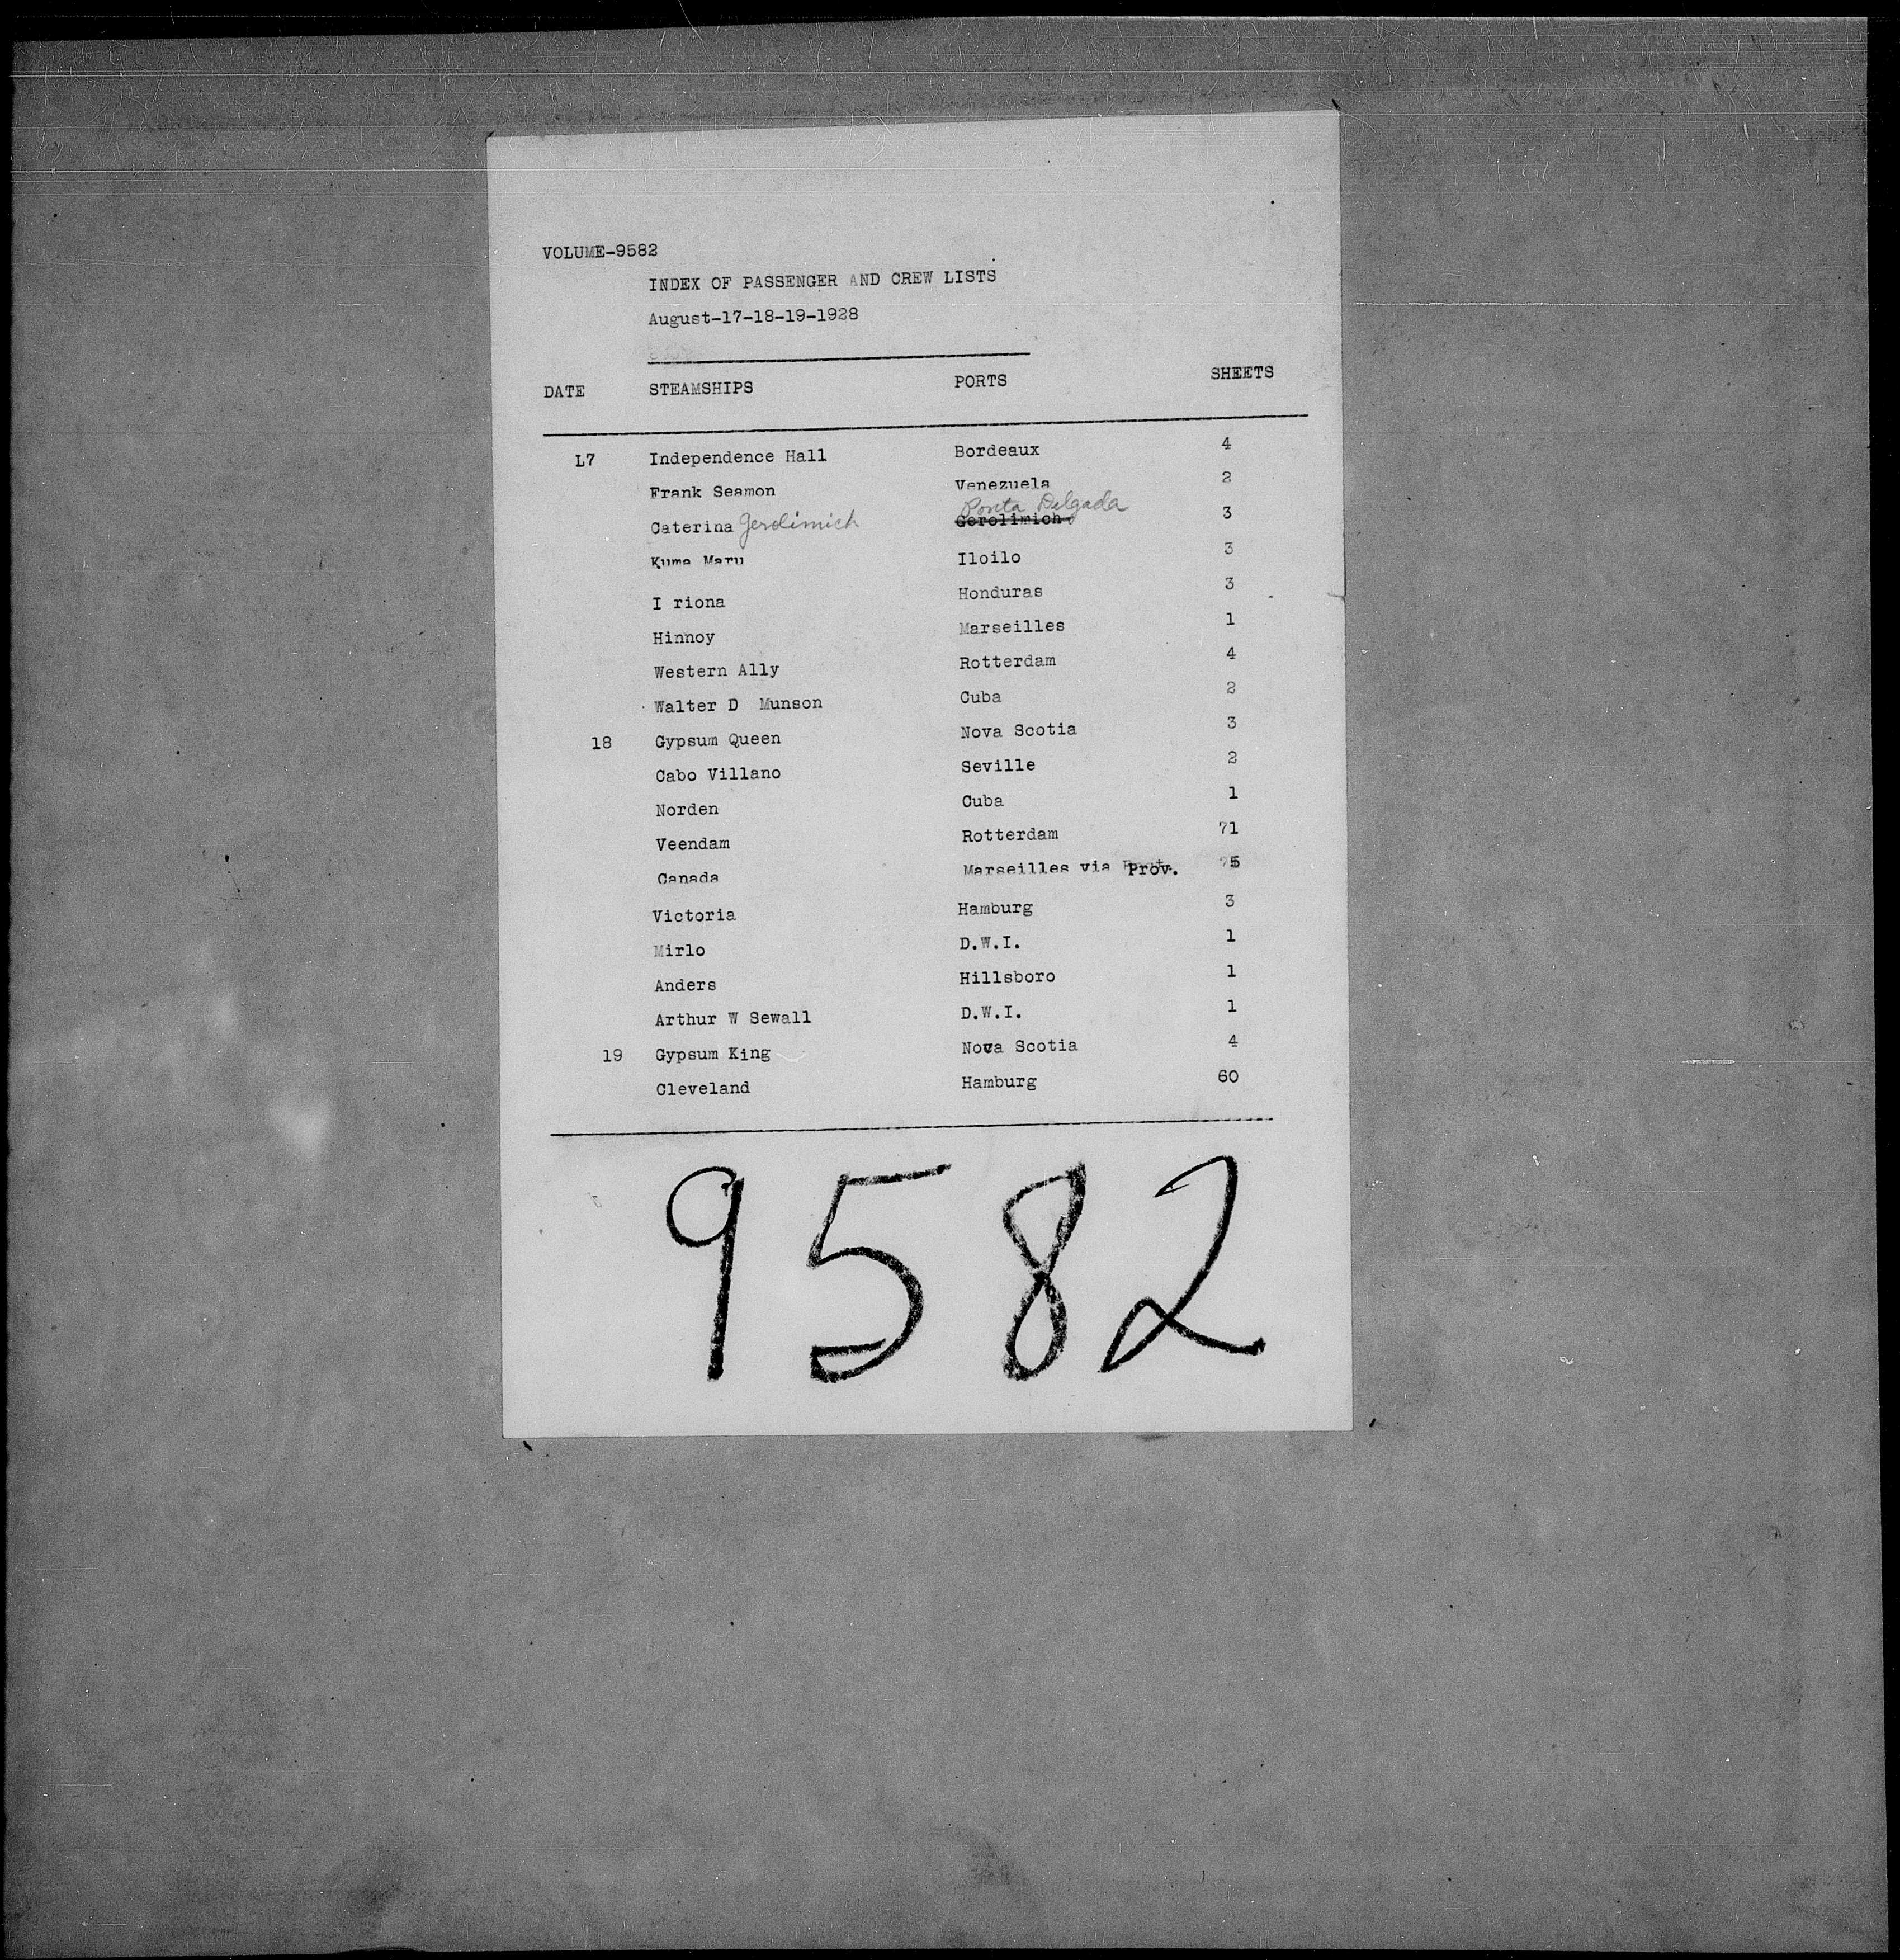 VOLUME-9582
INDEX OF PASSENGER AND CREW LISTS
August-17-18-19-1928
DATE STEAMSHIPS PORTS SHEETS
L7 Independence Hall Bordeaux 4
Frank Seamon Venezuela 2
Ponta Delgada
Caterina Gerolimich Gerolimich 3
Kuma Maru Iloilo 3
I riona Honduras 3
Hinnoy Marseilles 1
Western Ally Rotterdam 4
Walter D Munson Cuba 2
18 Gypsum Queen Nova Scotia 3
Cabo Villano Seville 2
Norden Cuba 1
Veendam Rotterdam 71
Canada Marseilles via Prov. 75
Victoria Hamburg 3
Mirlo D.W.I. 1
Anders Hillsboro 1
Arthur W Sewall D.W.I. 1
19 Gypsum King Nova Scotia 4
Cleveland Hamburg 60
9582